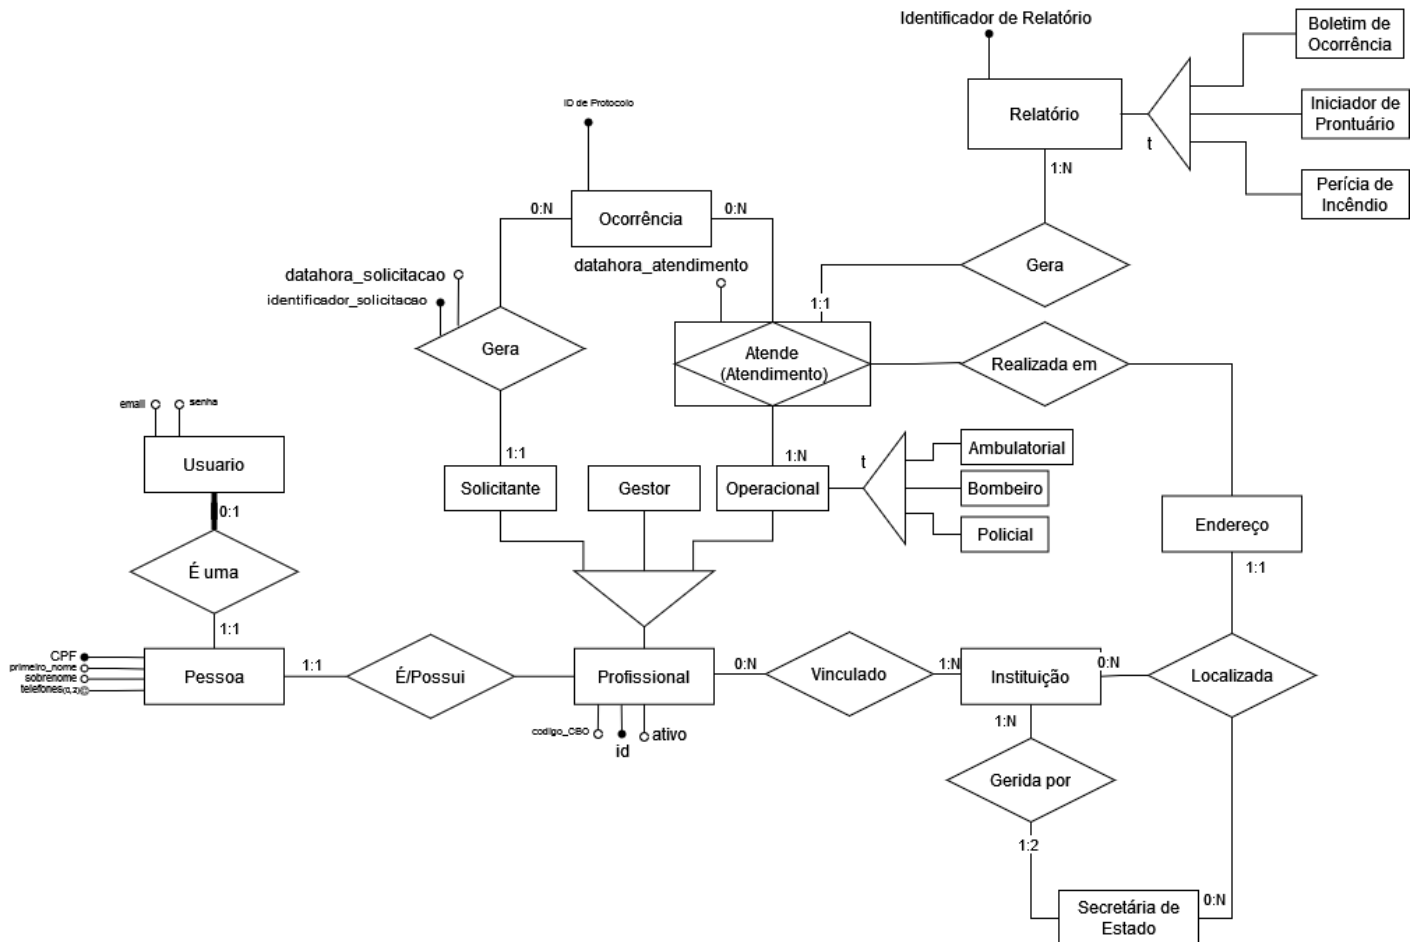 Identificador de Relatório
Boletim de
Ocorrência
ID de Protocolo
Relatório
Iniciador de
Prontuário
t
1:N
Perícia de
Incêndio
0:N
Ocorrência
0:N
datahora_solicitacao
datahora_atendimento
Gera
identificador_solicitacao
1:1
Gera
Atende
(Atendimento)
Realizada em
email
senha
Usuario
1:1
1:N
t
Ambulatorial
Solicitante
Gestor
Operacional
Bombeiro
0:1
Policial
Endereço
É uma
1:1
1:1
CPF
primeiro_nome
sobrenome
telefones(0,2)
Pessoa
1:1
É/Possui
Profissional
0:N
Vinculado
1:N
Instituição
0:N
Localizada
codigo_CBO
id
ativo
1:N
Gerida por
1:2
Secretária de
Estado
0:N